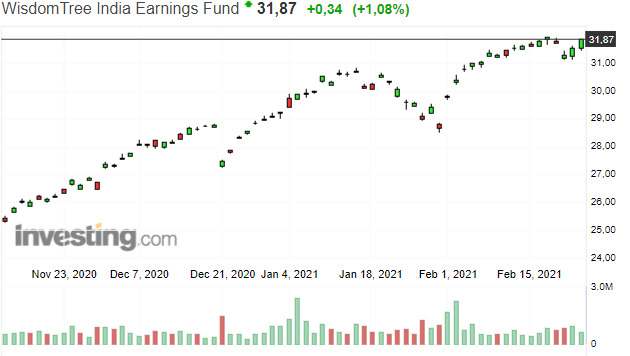 WisdomTree India Earnings Fund 31,87 +0,34 (+1,08%)
31,87
31,00
30,00
29,00
28,00
27,00
26,00
25,00
24,00
investing.com
Nov 23, 2020 Dec 7, 2020 Dec 21, 2020 Jan 4, 2021 Jan 18, 2021 Feb 1, 2021 Feb 15, 2021
3.0M
0